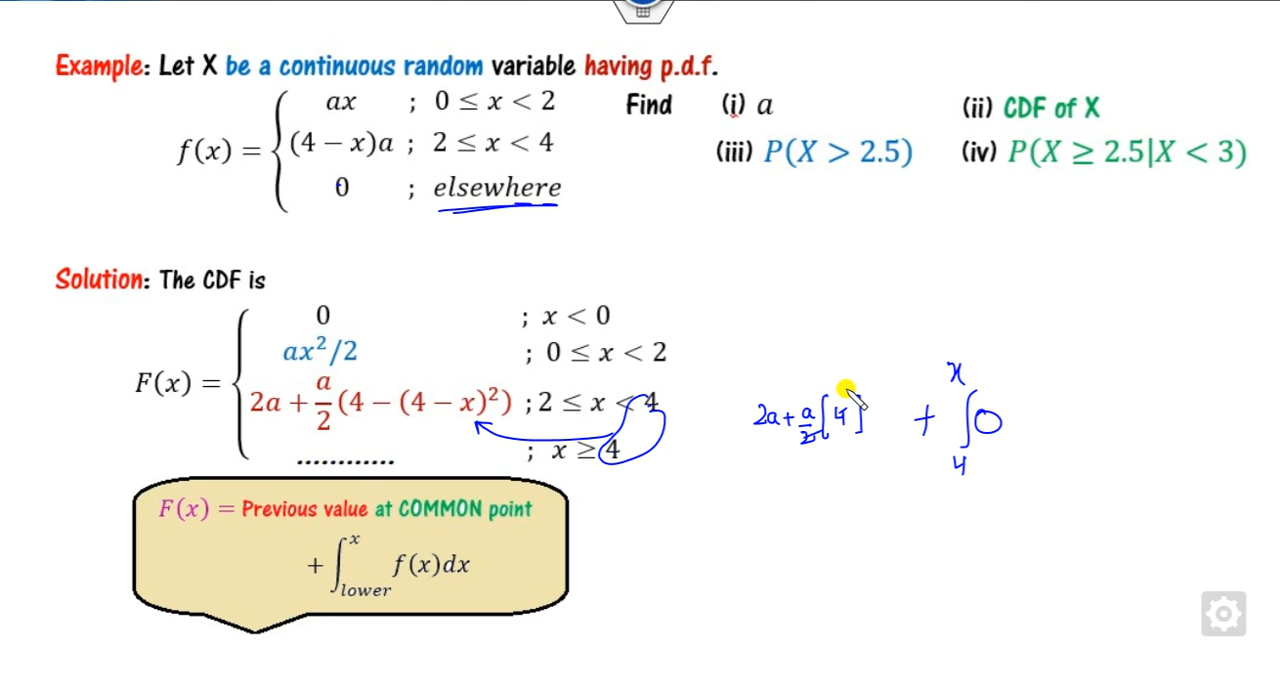 Example: Let X be a continuous random variable having p.d.f.
f(x) = { ax ; 0 ≤ x < 2
(4 − x)a ; 2 ≤ x < 4
0 ; elsewhere
Find (i) a (ii) CDF of X
(iii) P(X > 2.5) (iv) P(X ≥ 2.5|X < 3)
Solution: The CDF is
F(x) = { 0 ; x < 0
ax²/2 ; 0 ≤ x < 2
2a + a/2 (4 − (4 − x)²) ; 2 ≤ x < 4
............ ; x ≥ 4
2a + a/2 [4] + ∫₄ˣ 0
F(x) = Previous value at COMMON point
+ ∫ˣ_lower f(x)dx